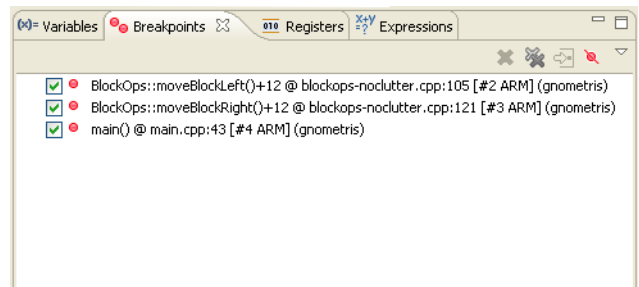 (x)= Variables Breakpoints 010 Registers X+Y =? Expressions
BlockOps::moveBlockLeft()+12 @ blockops-noclutter.cpp:105 [#2 ARM] (gnometris)
BlockOps::moveBlockRight()+12 @ blockops-noclutter.cpp:121 [#3 ARM] (gnometris)
main() @ main.cpp:43 [#4 ARM] (gnometris)